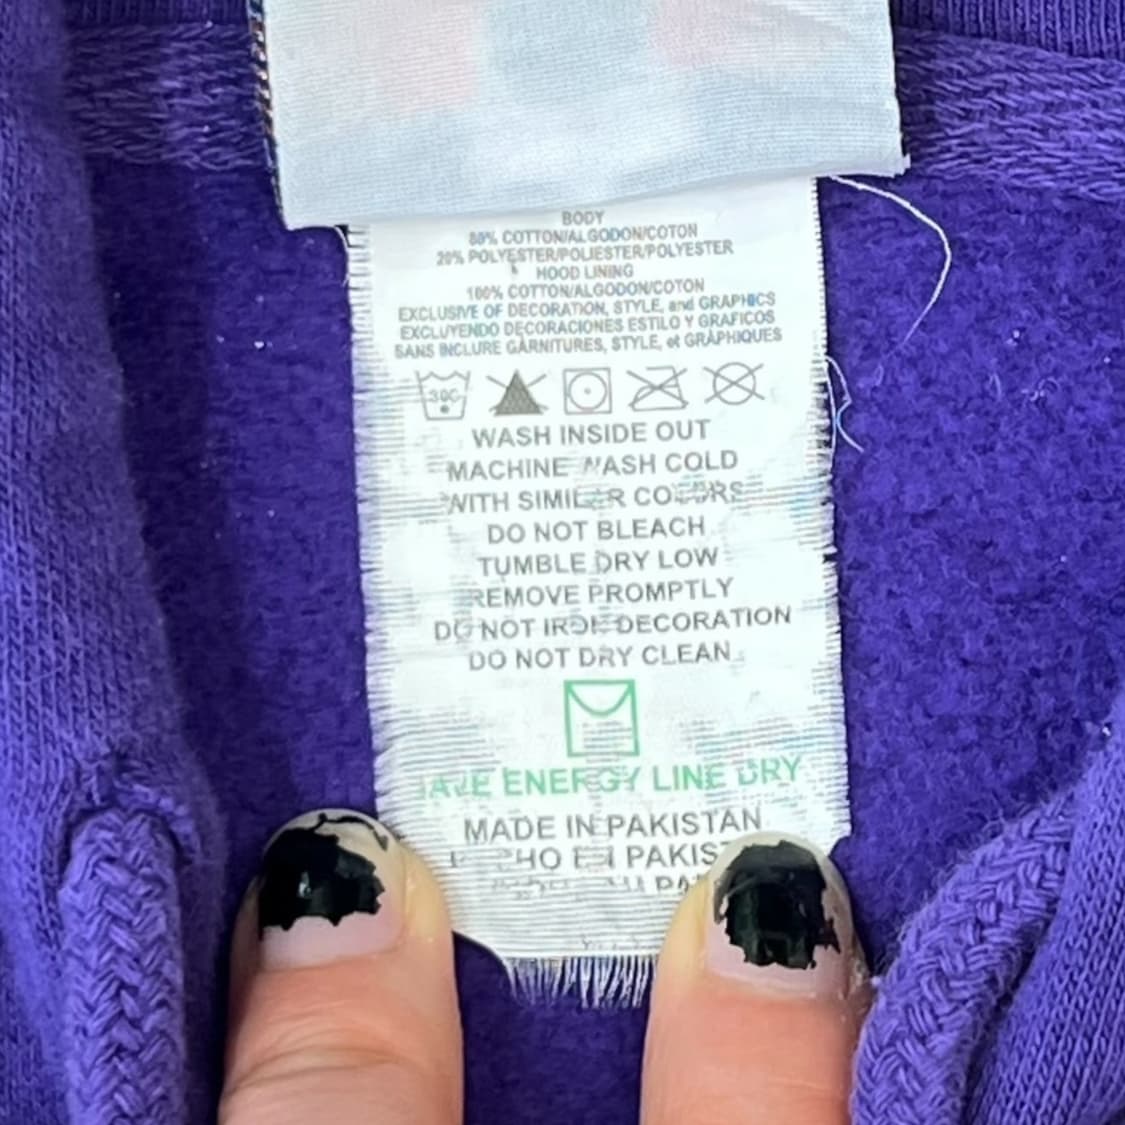 BODY
80% COTTON/ALGODON/COTON
20% POLYESTER/POLIESTER/POLYESTER
HOOD LINING
100% COTTON/ALGODON/COTON
EXCLUSIVE OF DECORATION, STYLE, and GRAPHICS
EXCLUYENDO DECORACIONES ESTILO Y GRAFICOS
SANS INCLURE GARNITURES, STYLE, et GRAPHIQUES
30C
WASH INSIDE OUT
MACHINE WASH COLD
WITH SIMILAR COLORS
DO NOT BLEACH
TUMBLE DRY LOW
REMOVE PROMPTLY
DO NOT IRON DECORATION
DO NOT DRY CLEAN
ENERGY LINE DRY
MADE IN PAKISTAN